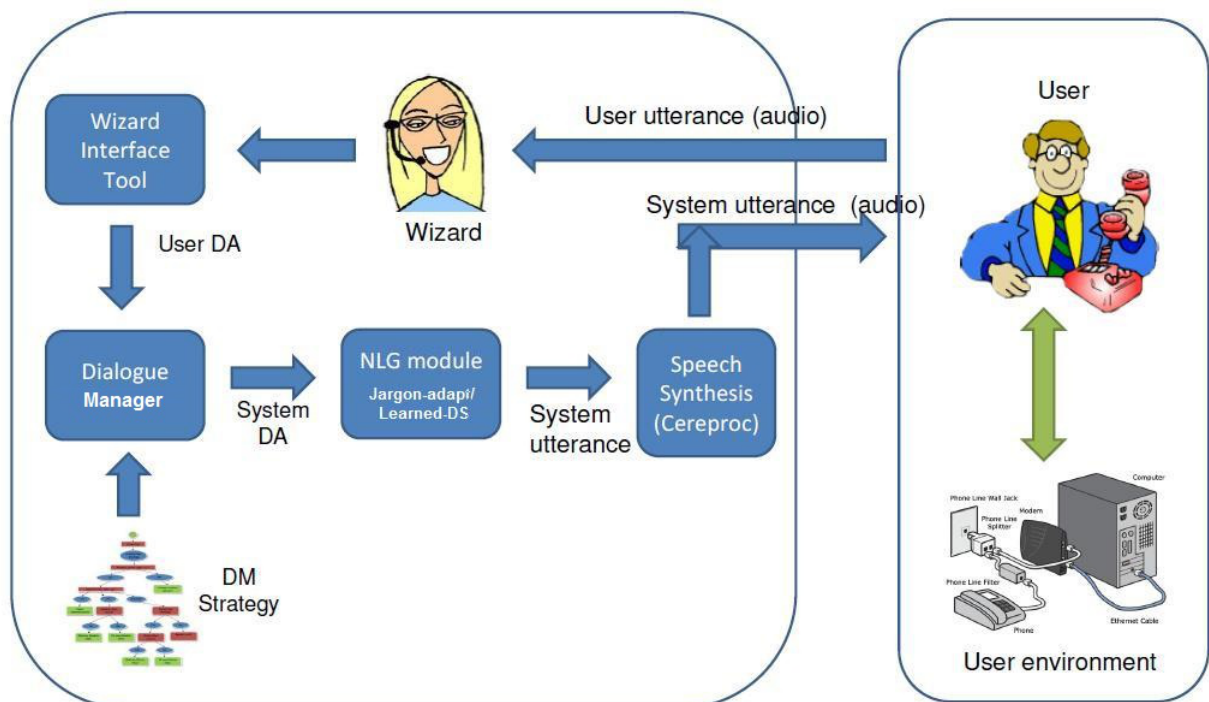 User
User utterance (audio)
Wizard
Interface
Tool
System utterance (audio)
Wizard
User DA
Dialogue
Manager
NLG module
Jargon-adapt/
Learned-DS
Speech
Synthesis
(Cereproc)
System
DA
System
utterance
DM
Strategy
Computer
Phone Line Wall Jack
Modem
Phone Line
Splitter
Phone Line Filter
Phone
Ethernet Cable
User environment